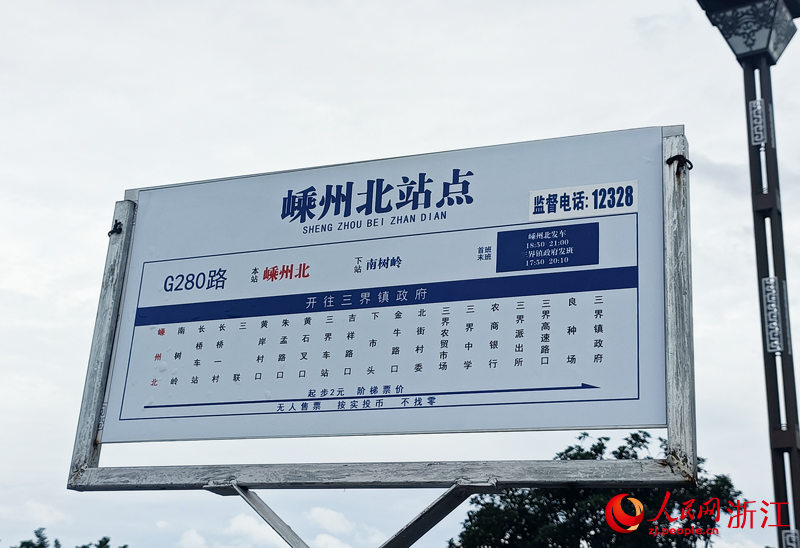 嵊州北站点
SHENG ZHOU BEI ZHAN DIAN
监督电话:12328
G280路
本站
嵊州北
下站
南树岭
首班
末班
嵊州北发车
18:50 21:00
三界镇政府发班
17:50 20:10
开往三界镇政府
嵊州北
南树岭
长桥车站
长桥一村
三联
黄岸村口
朱孟路口
黄石叉口
三界车站
吉祥路口
下市头
金牛路口
北街村委
三界农贸市场
三界中学
农商银行
三界派出所
三界高速路口
良种场
三界镇政府
起步2元 阶梯票价
无人售票 按实投币 不找零
人民网 浙江
zj.people.cn